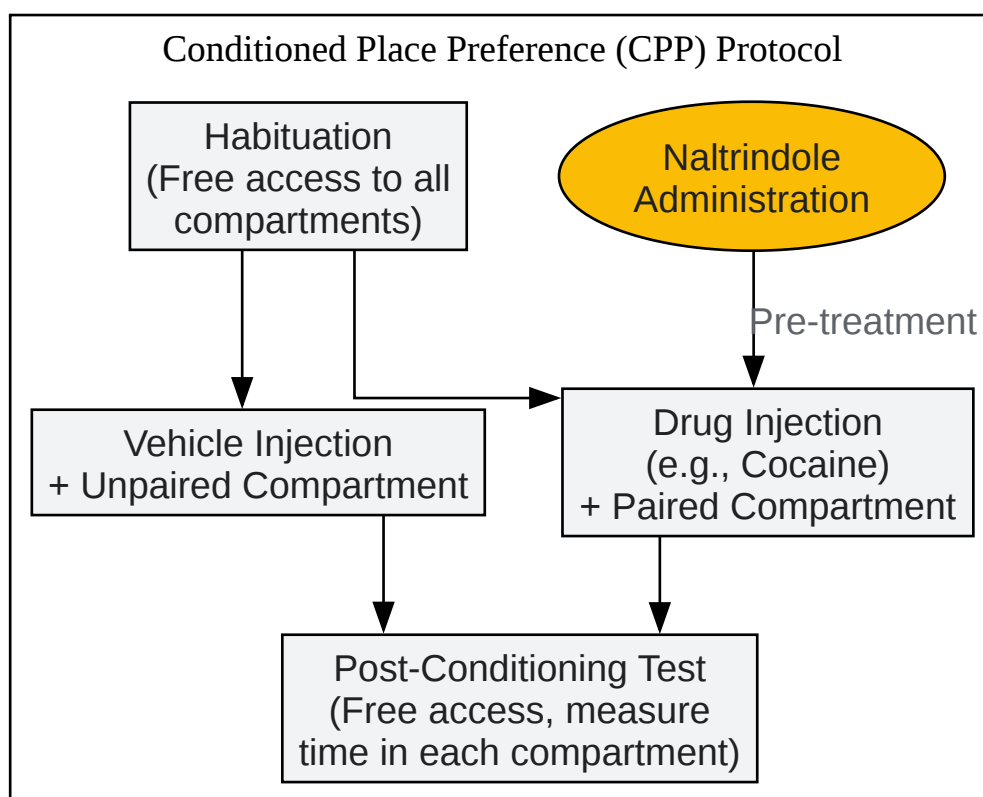 Conditioned Place Preference (CPP) Protocol
Habituation
(Free access to all
compartments)
Naltrindole
Administration
Pre-treatment
Vehicle Injection
+ Unpaired Compartment
Drug Injection
(e.g., Cocaine)
+ Paired Compartment
Post-Conditioning Test
(Free access, measure
time in each compartment)